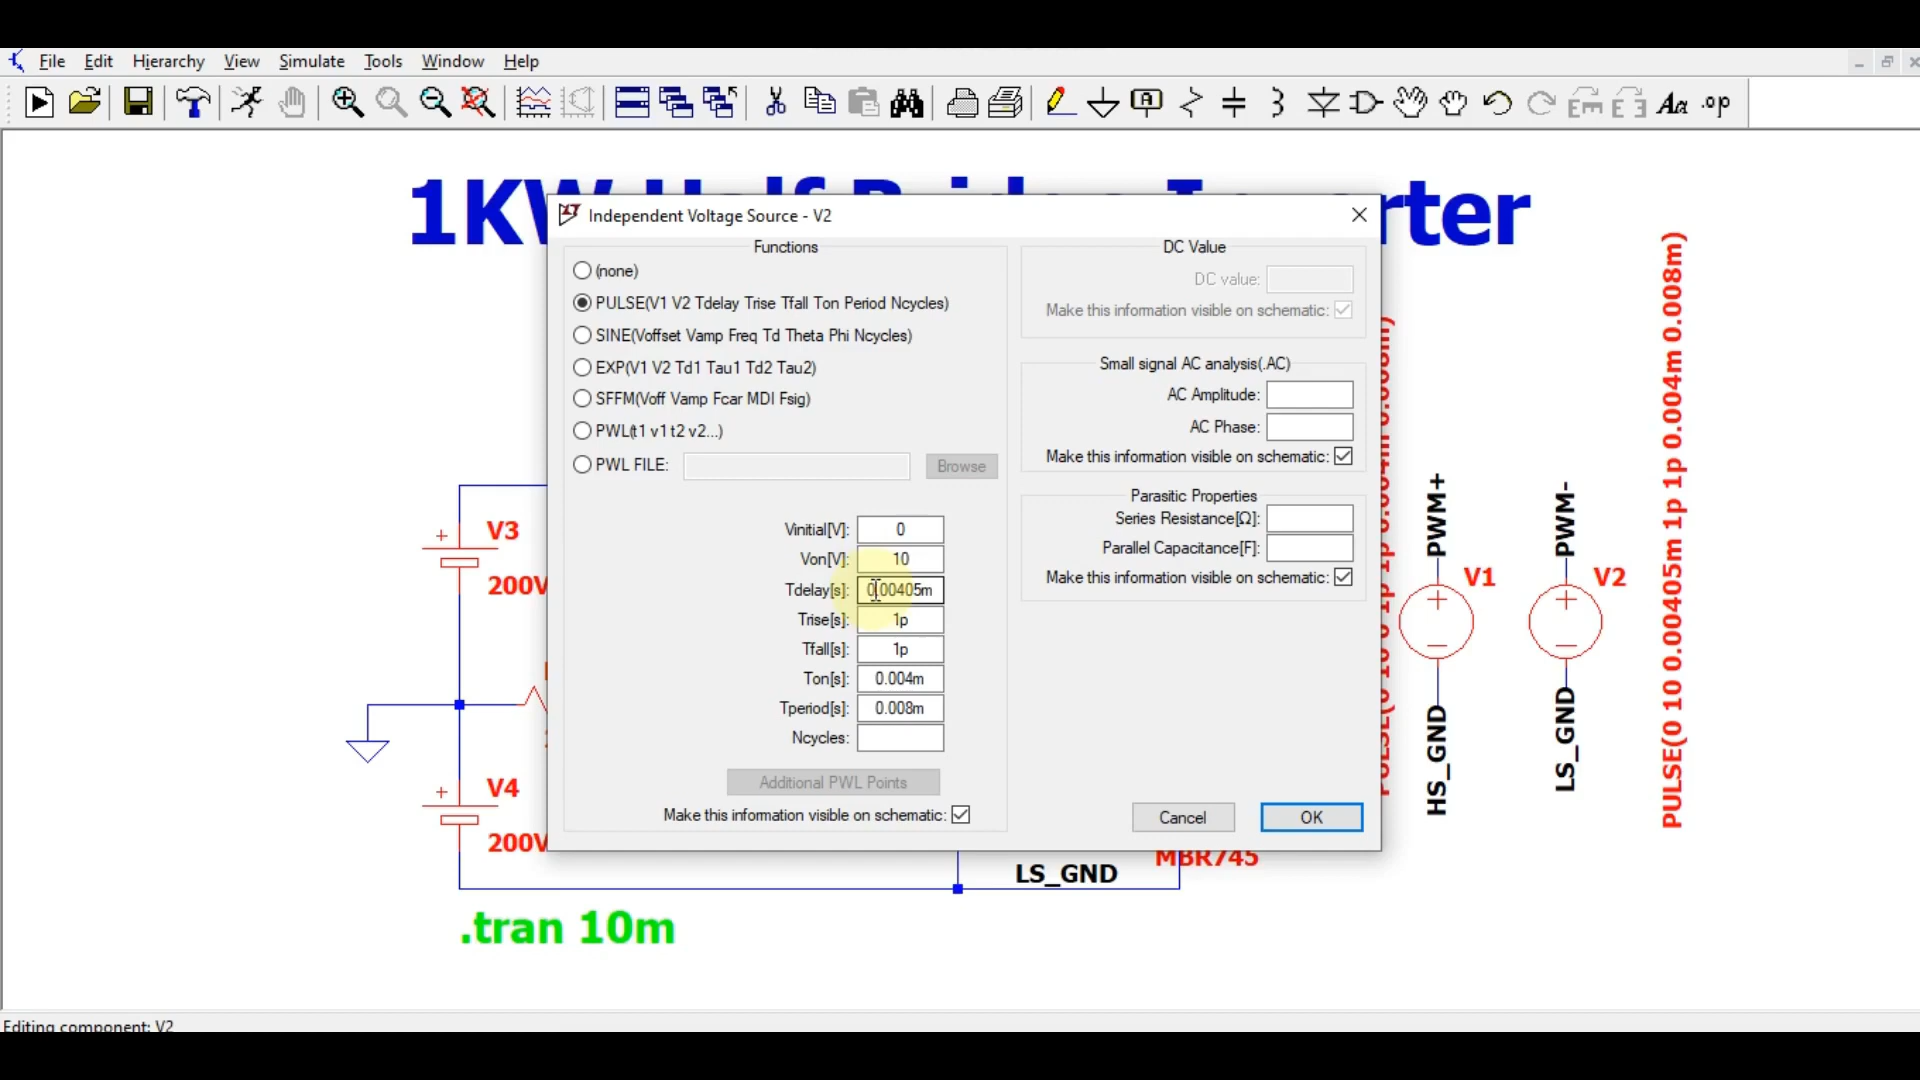 File Edit Hierarchy View Simulate Tools Window Help
A
Aa .op
1KW Half Bridge Inverter
Independent Voltage Source - V2
Functions
(none)
PULSE(V1 V2 Tdelay Trise Tfall Ton Period Ncycles)
SINE(Voffset Vamp Freq Td Theta Phi Ncycles)
EXP(V1 V2 Td1 Tau1 Td2 Tau2)
SFFM(Voff Vamp Fcar MDI Fsig)
PWL(t1 v1 t2 v2...)
PWL FILE:
Browse
Vinitial[V]: 0
Von[V]: 10
Tdelay[s]: 0.00405m
Trise[s]: 1p
Tfall[s]: 1p
Ton[s]: 0.004m
Tperiod[s]: 0.008m
Ncycles:
Additional PWL Points
Make this information visible on schematic:
DC Value
DC value:
Make this information visible on schematic:
Small signal AC analysis(.AC)
AC Amplitude:
AC Phase:
Make this information visible on schematic:
Parasitic Properties
Series Resistance[Ω]:
Parallel Capacitance[F]:
Make this information visible on schematic:
Cancel
OK
V3
200V
V4
200V
LS_GND
MBR745
.tran 10m
PWM+
V1
HS_GND
PWM-
V2
LS_GND
PULSE(0 10 0.00405m 1p 1p 0.004m 0.008m)
Editing component: V2